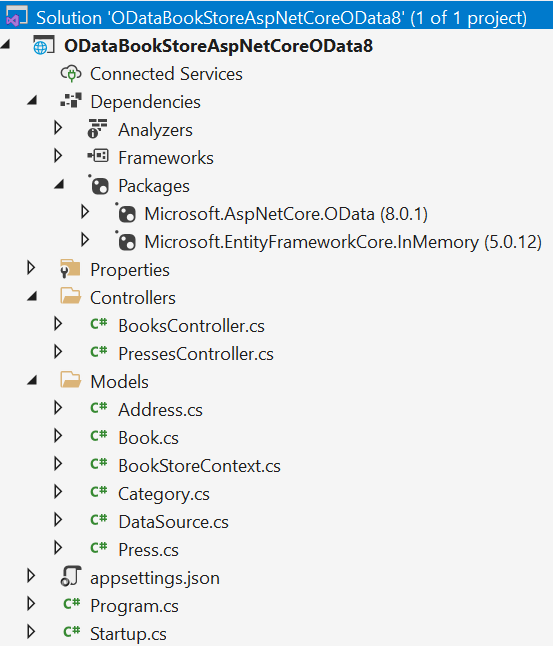 Solution 'ODataBookStoreAspNetCoreOData8' (1 of 1 project)
ODataBookStoreAspNetCoreOData8
Connected Services
Dependencies
Analyzers
Frameworks
Packages
Microsoft.AspNetCore.OData (8.0.1)
Microsoft.EntityFrameworkCore.InMemory (5.0.12)
Properties
Controllers
C# BooksController.cs
C# PressesController.cs
Models
C# Address.cs
C# Book.cs
C# BookStoreContext.cs
C# Category.cs
C# DataSource.cs
C# Press.cs
appsettings.json
C# Program.cs
C# Startup.cs